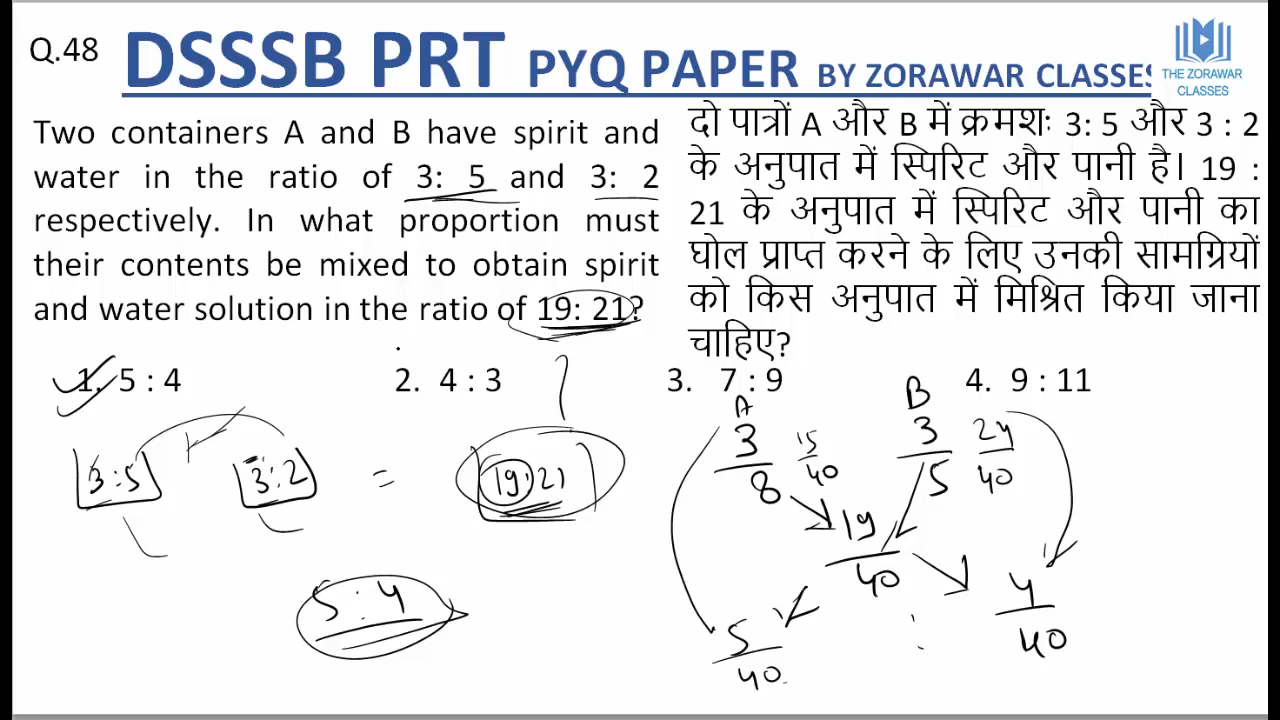 Q.48
DSSSB PRT PYQ PAPER BY ZORAWAR CLASSES
THE ZORAWAR
CLASSES
Two containers A and B have spirit and
water in the ratio of 3: 5 and 3: 2
respectively. In what proportion must
their contents be mixed to obtain spirit
and water solution in the ratio of 19: 21?
दो पात्रों A और B में क्रमशः 3: 5 और 3 : 2
के अनुपात में स्पिरिट और पानी है। 19 :
21 के अनुपात में स्पिरिट और पानी का
घोल प्राप्त करने के लिए उनकी सामग्रियों
को किस अनुपात में मिश्रित किया जाना
चाहिए?
1. 5 : 4
2. 4 : 3
3. 7 : 9
4. 9 : 11
3:5 3:2 = 19:21
5:4
A
3/8 15/40
B
3/5 24/40
19/40
5/40 : 4/40